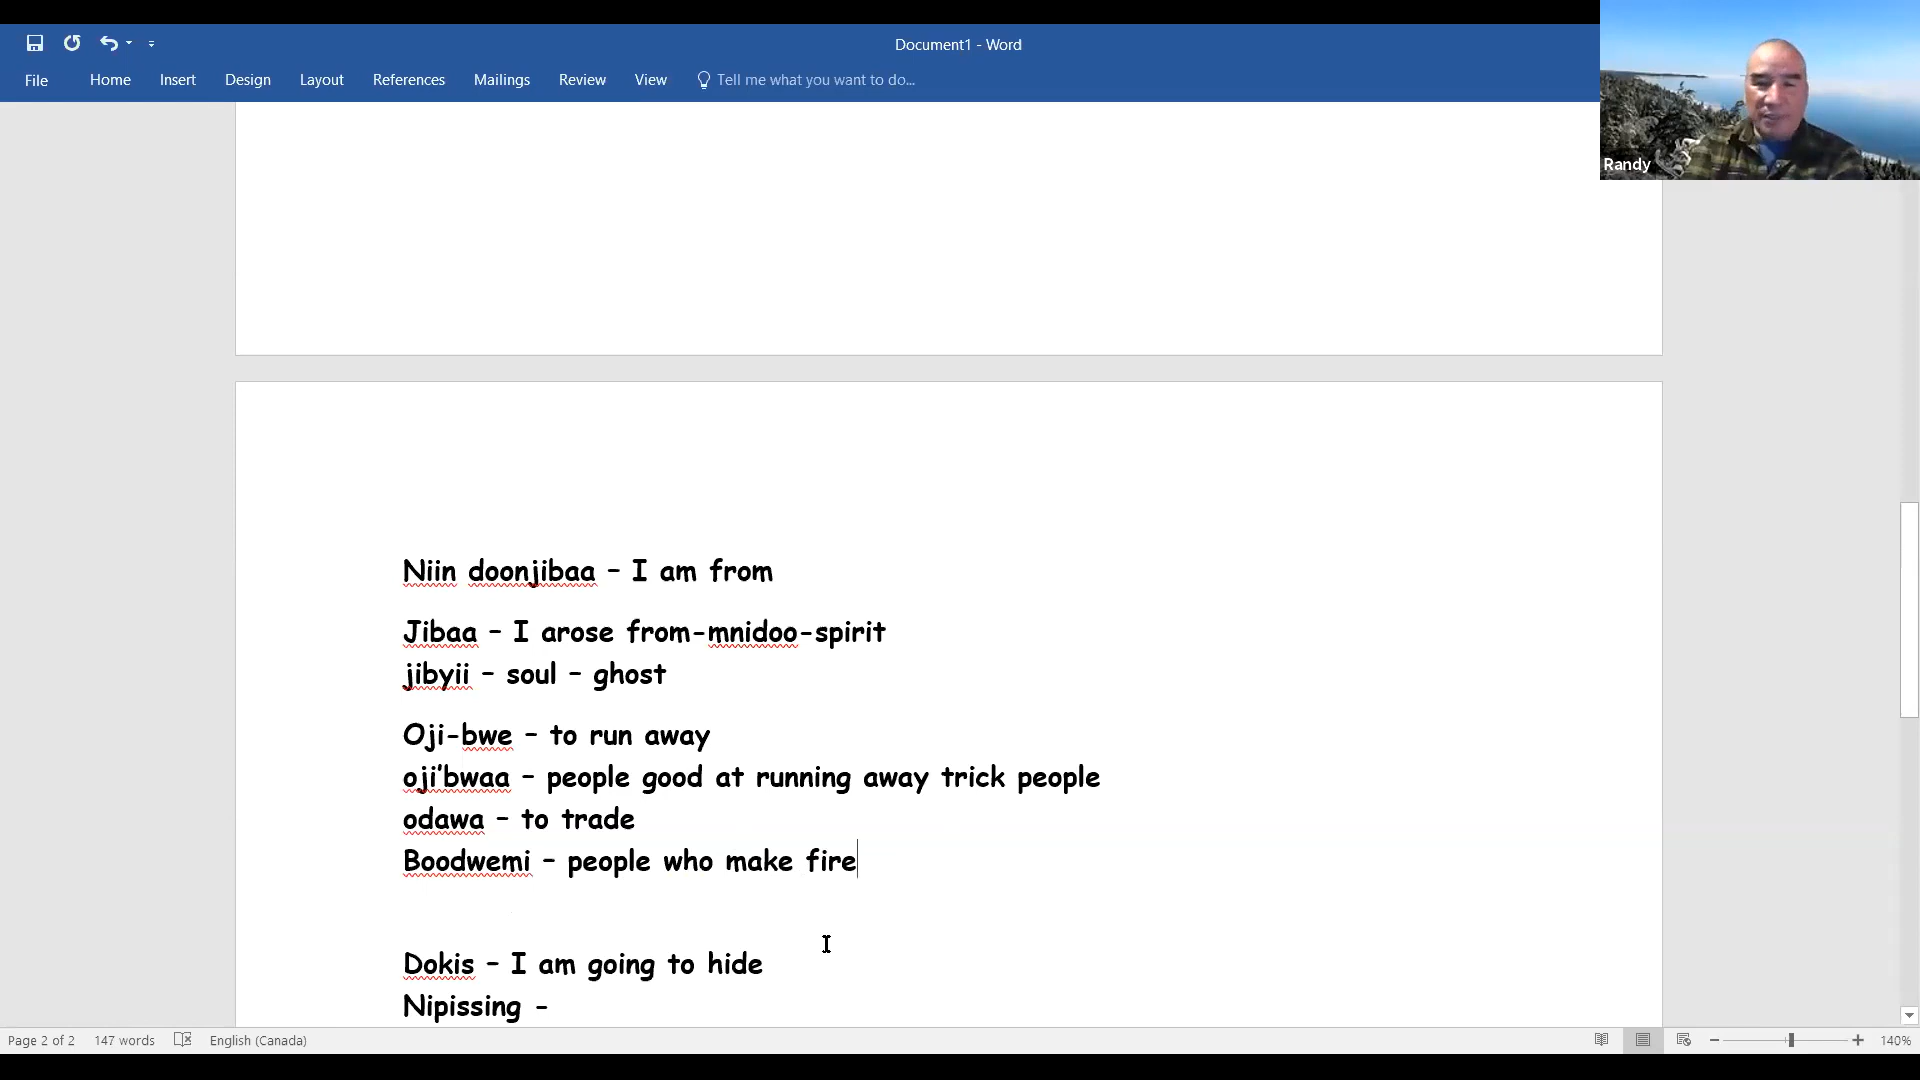 Document1 - Word
File Home Insert Design Layout References Mailings Review View Tell me what you want to do...
Randy
Niin doonjibaa – I am from
Jibaa – I arose from-mnidoo-spirit
jibyii – soul – ghost
Oji-bwe – to run away
oji’bwaa – people good at running away trick people
odawa – to trade
Boodwemi – people who make fire
Dokis – I am going to hide
Nipissing –
Page 2 of 2 147 words English (Canada) 140%